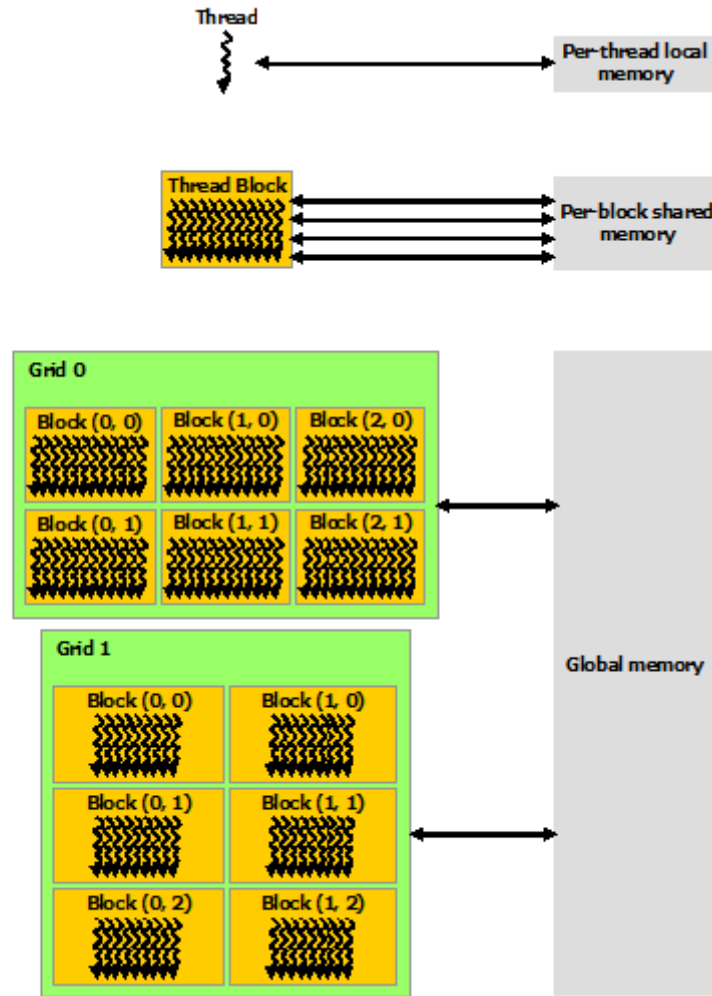 Thread
Per-thread local
memory
Thread Block
Per-block shared
memory
Grid 0
Block (0, 0)
Block (1, 0)
Block (2, 0)
Block (0, 1)
Block (1, 1)
Block (2, 1)
Grid 1
Global memory
Block (0, 0)
Block (1, 0)
Block (0, 1)
Block (1, 1)
Block (0, 2)
Block (1, 2)